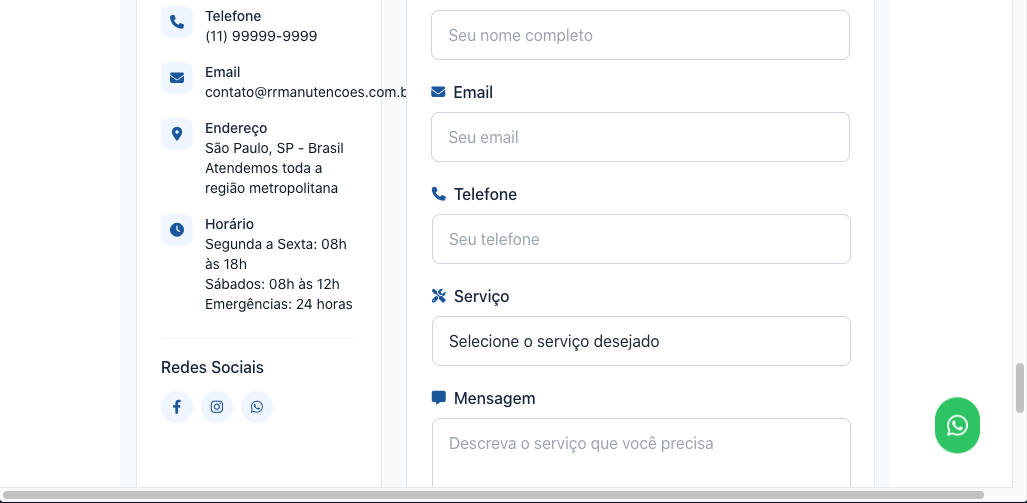 Telefone
(11) 99999-9999
Email
contato@rrmanutencoes.com.b
Endereço
São Paulo, SP - Brasil
Atendemos toda a
região metropolitana
Horário
Segunda a Sexta: 08h
às 18h
Sábados: 08h às 12h
Emergências: 24 horas
Redes Sociais
Seu nome completo
Email
Seu email
Telefone
Seu telefone
Serviço
Selecione o serviço desejado
Mensagem
Descreva o serviço que você precisa